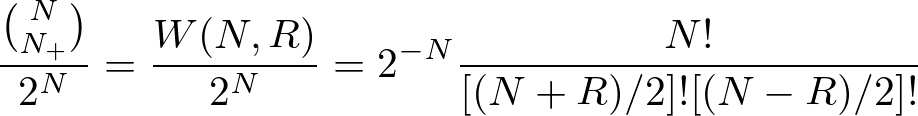 \frac{\binom{N}{N_+}}{2^N} = \frac{W(N,R)}{2^N} = 2^{-N} \frac{N!}{[(N+R)/2]![(N-R)/2]!}